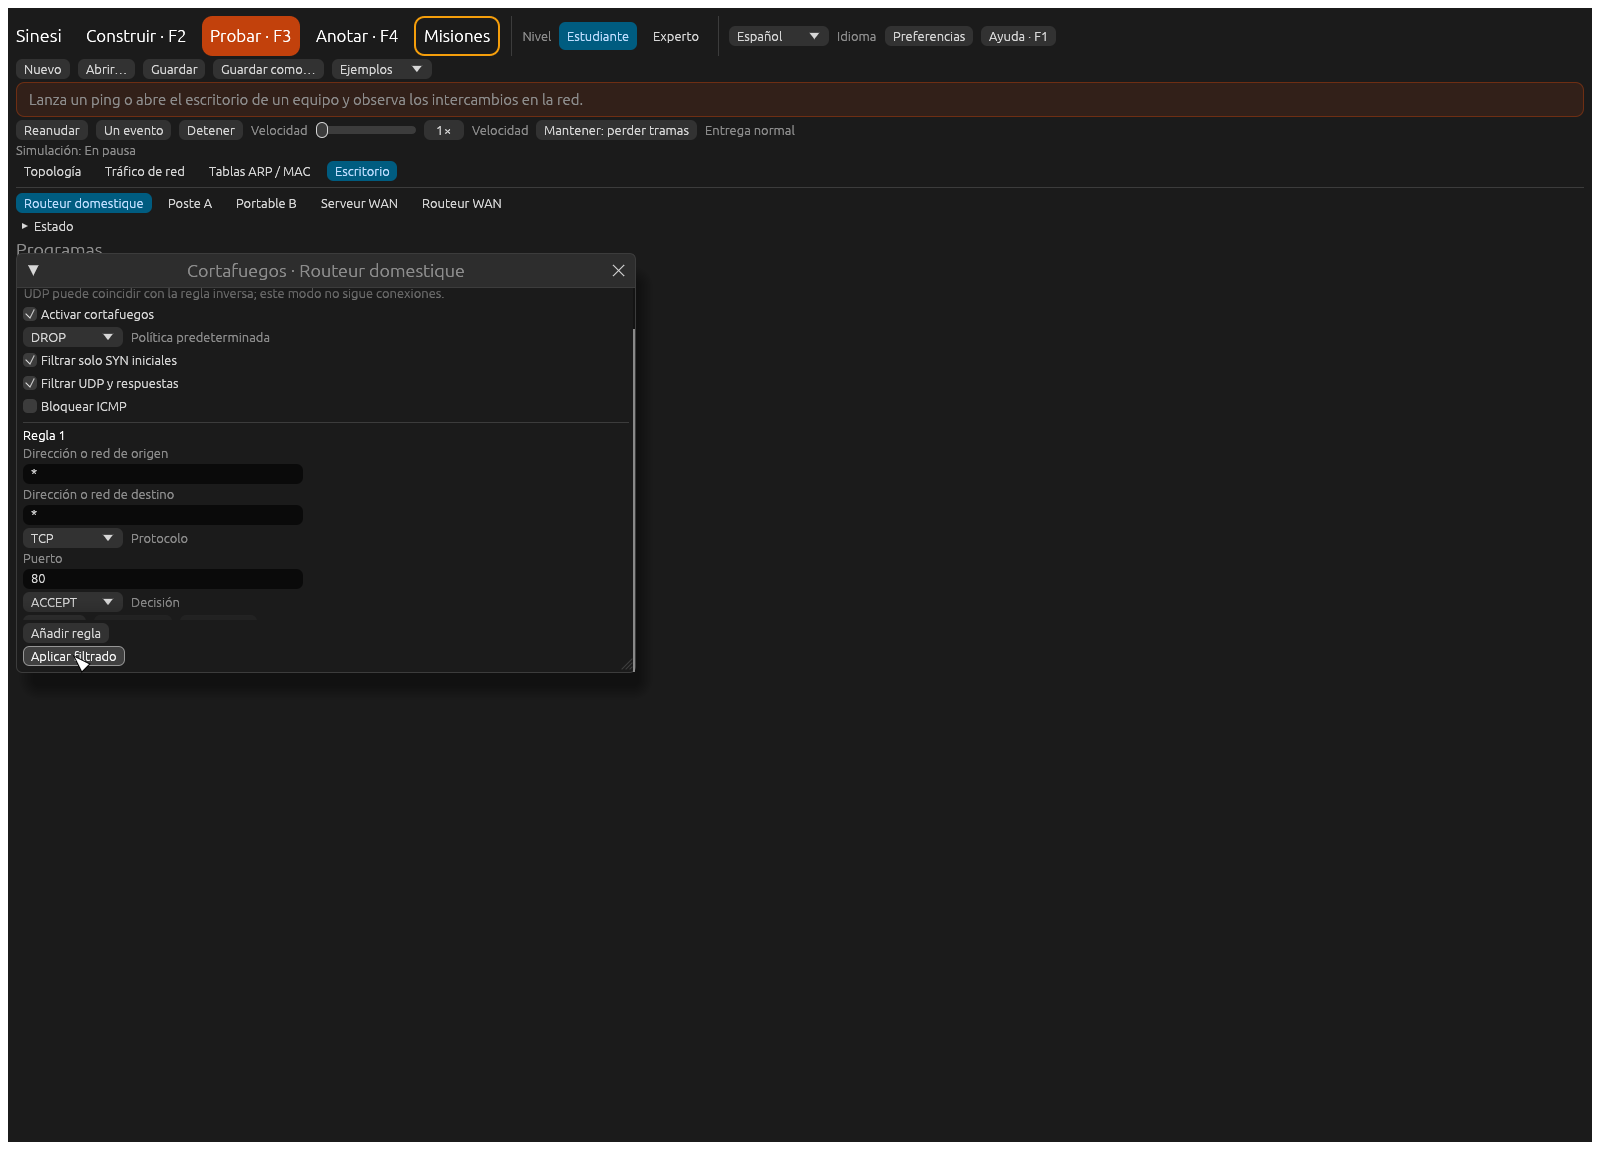 Sinesi Construir · F2 Probar · F3 Anotar · F4 Misiones Nivel Estudiante Experto Español Idioma Preferencias Ayuda · F1
Nuevo Abrir... Guardar Guardar como... Ejemplos
Lanza un ping o abre el escritorio de un equipo y observa los intercambios en la red.
Reanudar Un evento Detener Velocidad 1× Velocidad Mantener: perder tramas Entrega normal
Simulación: En pausa
Topología Tráfico de red Tablas ARP / MAC Escritorio
Routeur domestique Poste A Portable B Serveur WAN Routeur WAN
Estado
Programas
Cortafuegos · Routeur domestique
UDP puede coincidir con la regla inversa; este modo no sigue conexiones.
Activar cortafuegos
DROP Política predeterminada
Filtrar solo SYN iniciales
Filtrar UDP y respuestas
Bloquear ICMP
Regla 1
Dirección o red de origen
*
Dirección o red de destino
*
TCP Protocolo
Puerto
80
ACCEPT Decisión
Añadir regla
Aplicar filtrado